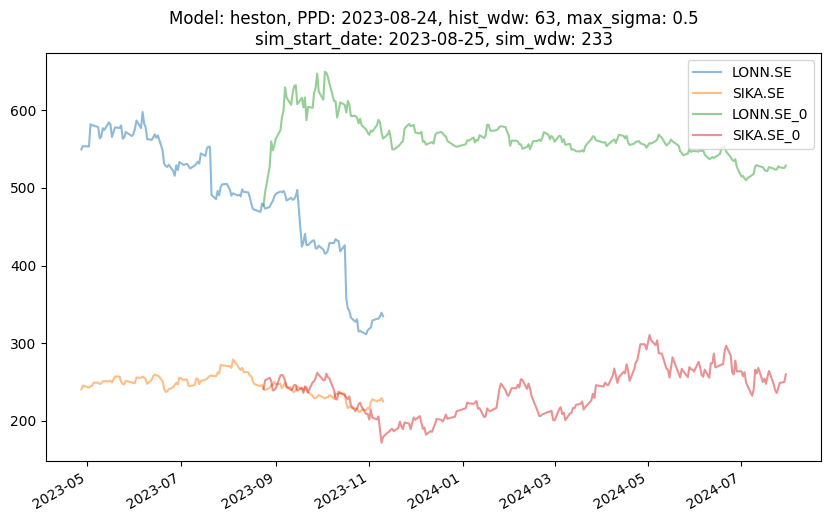 Model: heston, PPD: 2023-08-24, hist_wdw: 63, max_sigma: 0.5
sim_start_date: 2023-08-25, sim_wdw: 233
LONN.SE
SIKA.SE
LONN.SE_0
SIKA.SE_0
600
500
400
300
200
2023-05
2023-07
2023-09
2023-11
2024-01
2024-03
2024-05
2024-07